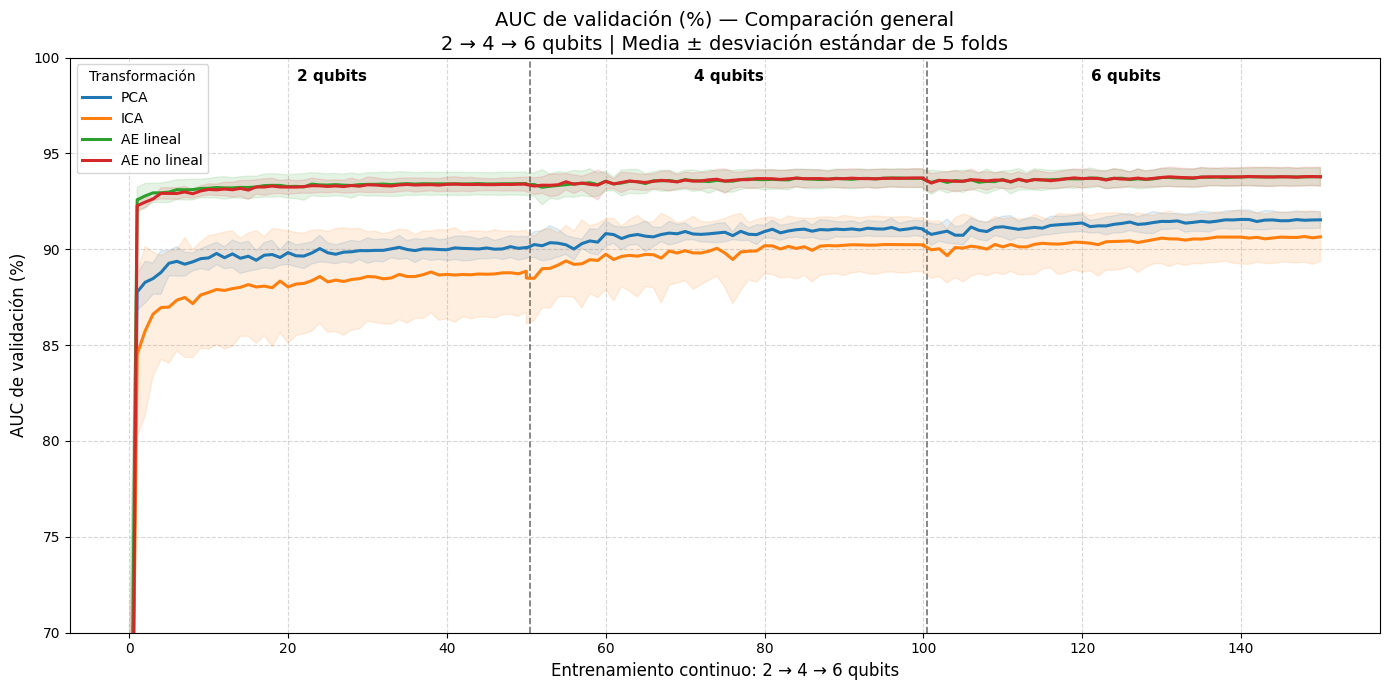 AUC de validación (%) — Comparación general
2 → 4 → 6 qubits | Media ± desviación estándar de 5 folds
Transformación
PCA
ICA
AE lineal
AE no lineal
2 qubits
4 qubits
6 qubits
AUC de validación (%)
100
95
90
85
80
75
70
0
20
40
60
80
100
120
140
Entrenamiento continuo: 2 → 4 → 6 qubits